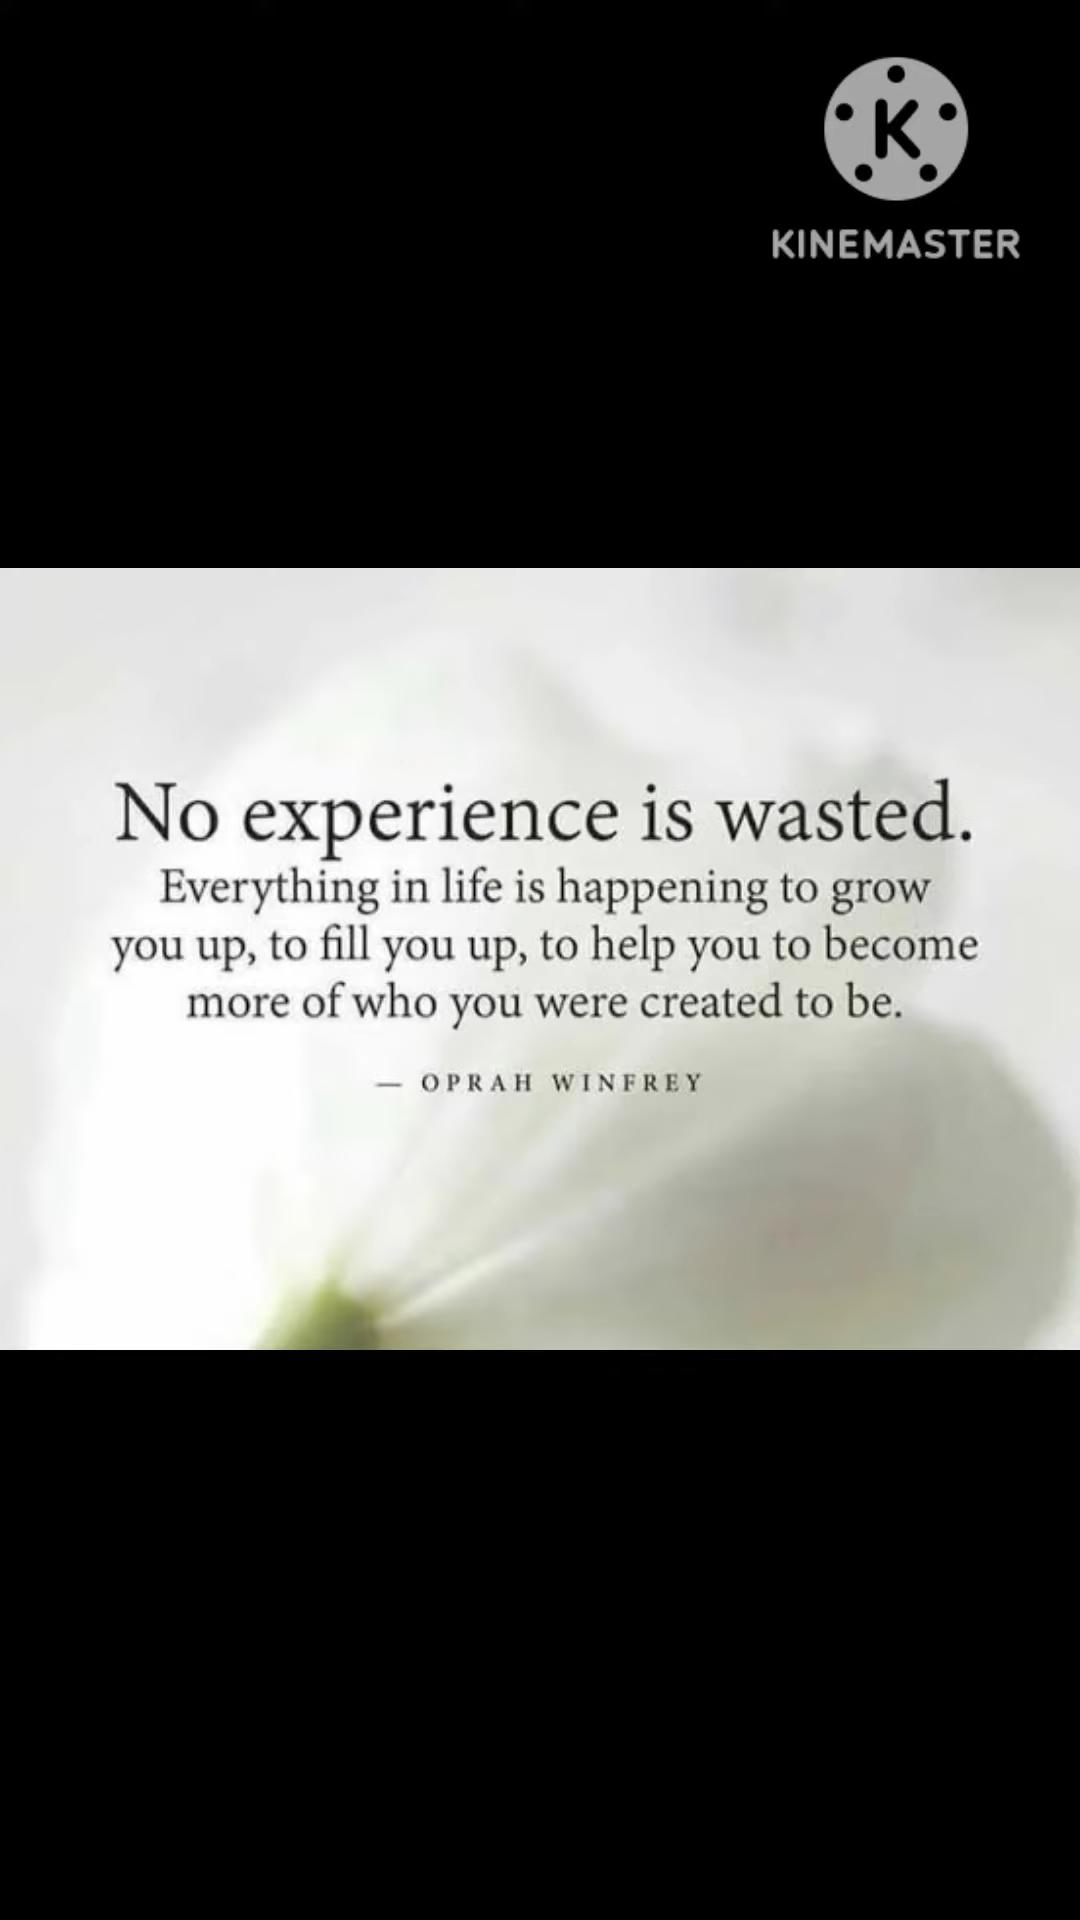 K
KINEMASTER
No experience is wasted.
Everything in life is happening to grow
you up, to fill you up, to help you to become
more of who you were created to be.
— OPRAH WINFREY